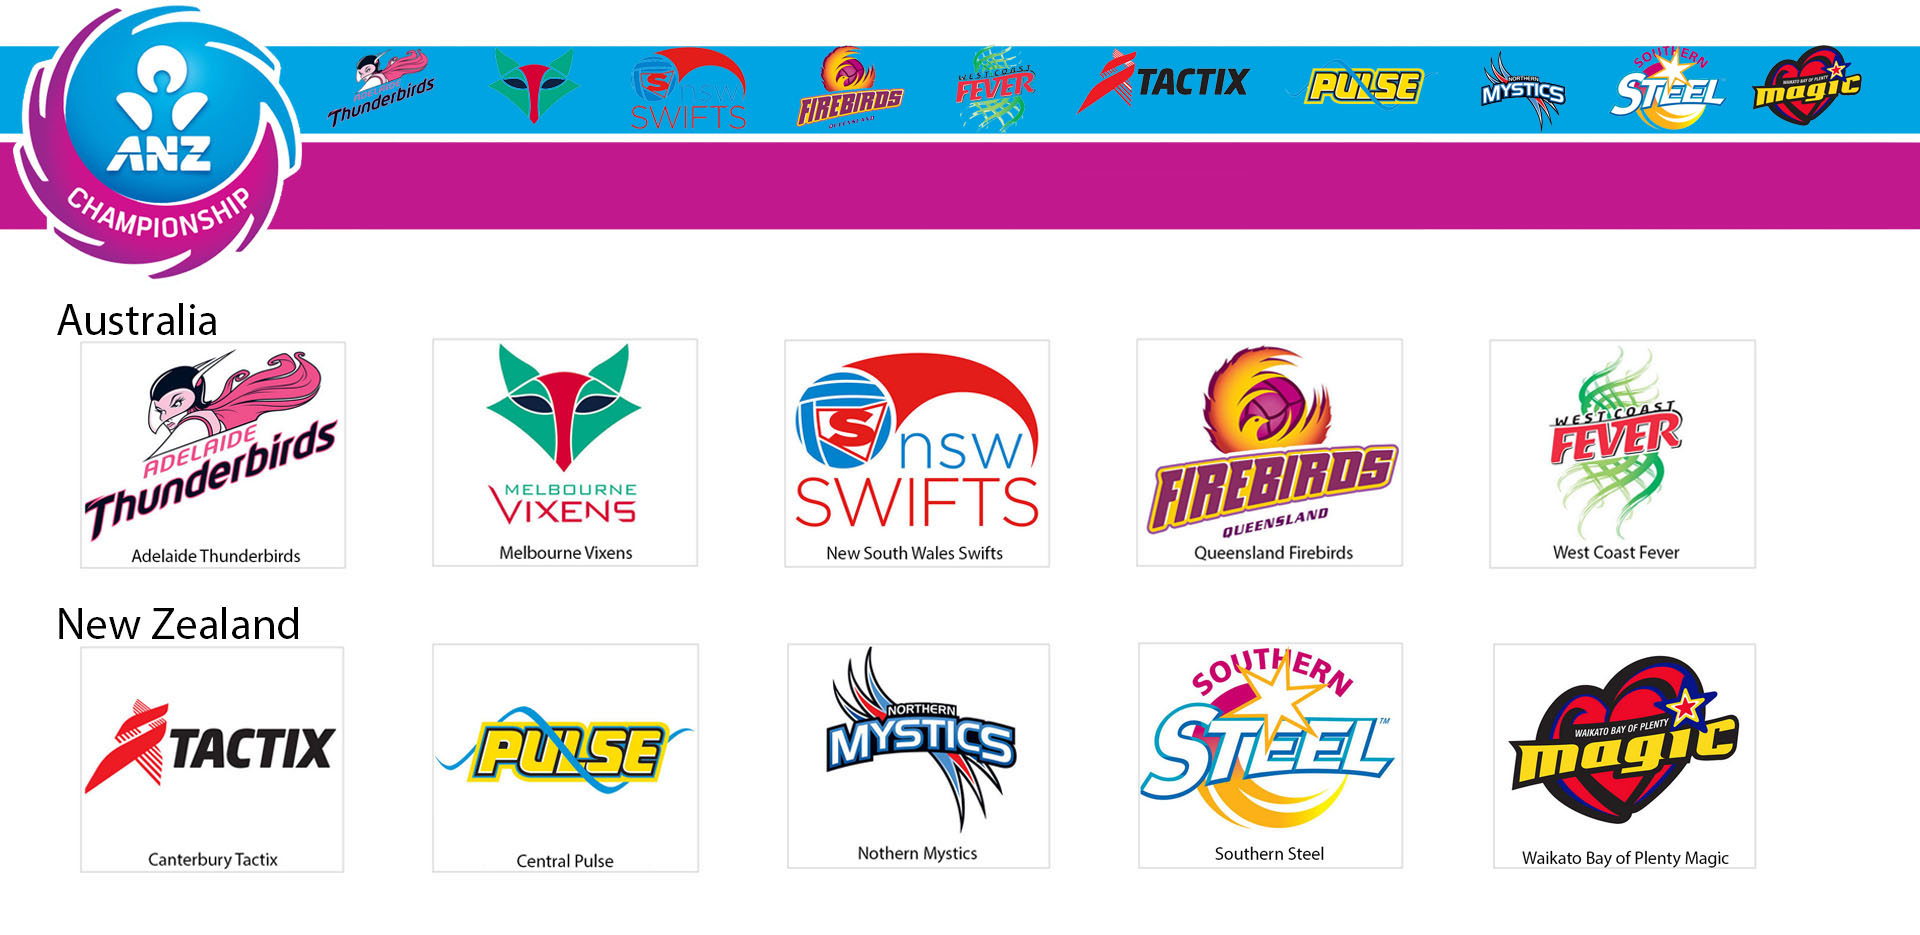 ANZ
CHAMPIONSHIP
ADELAIDE
Thunderbirds
nsw
SWIFTS
FIREBIRDS
QUEENSLAND
WEST COAST
FEVER
TACTIX
PULSE
NORTHERN
MYSTICS
SOUTHERN
STEEL
WAIKATO BAY OF PLENTY
magic
Australia
ADELAIDE
Thunderbirds
Adelaide Thunderbirds
MELBOURNE
VIXENS
Melbourne Vixens
S
nsw
SWIFTS
New South Wales Swifts
FIREBIRDS
QUEENSLAND
Queensland Firebirds
WEST COAST
FEVER
West Coast Fever
New Zealand
TACTIX
Canterbury Tactix
PULSE
Central Pulse
NORTHERN
MYSTICS
Nothern Mystics
SOUTHERN
STEEL™
Southern Steel
WAIKATO BAY OF PLENTY
magic
Waikato Bay of Plenty Magic